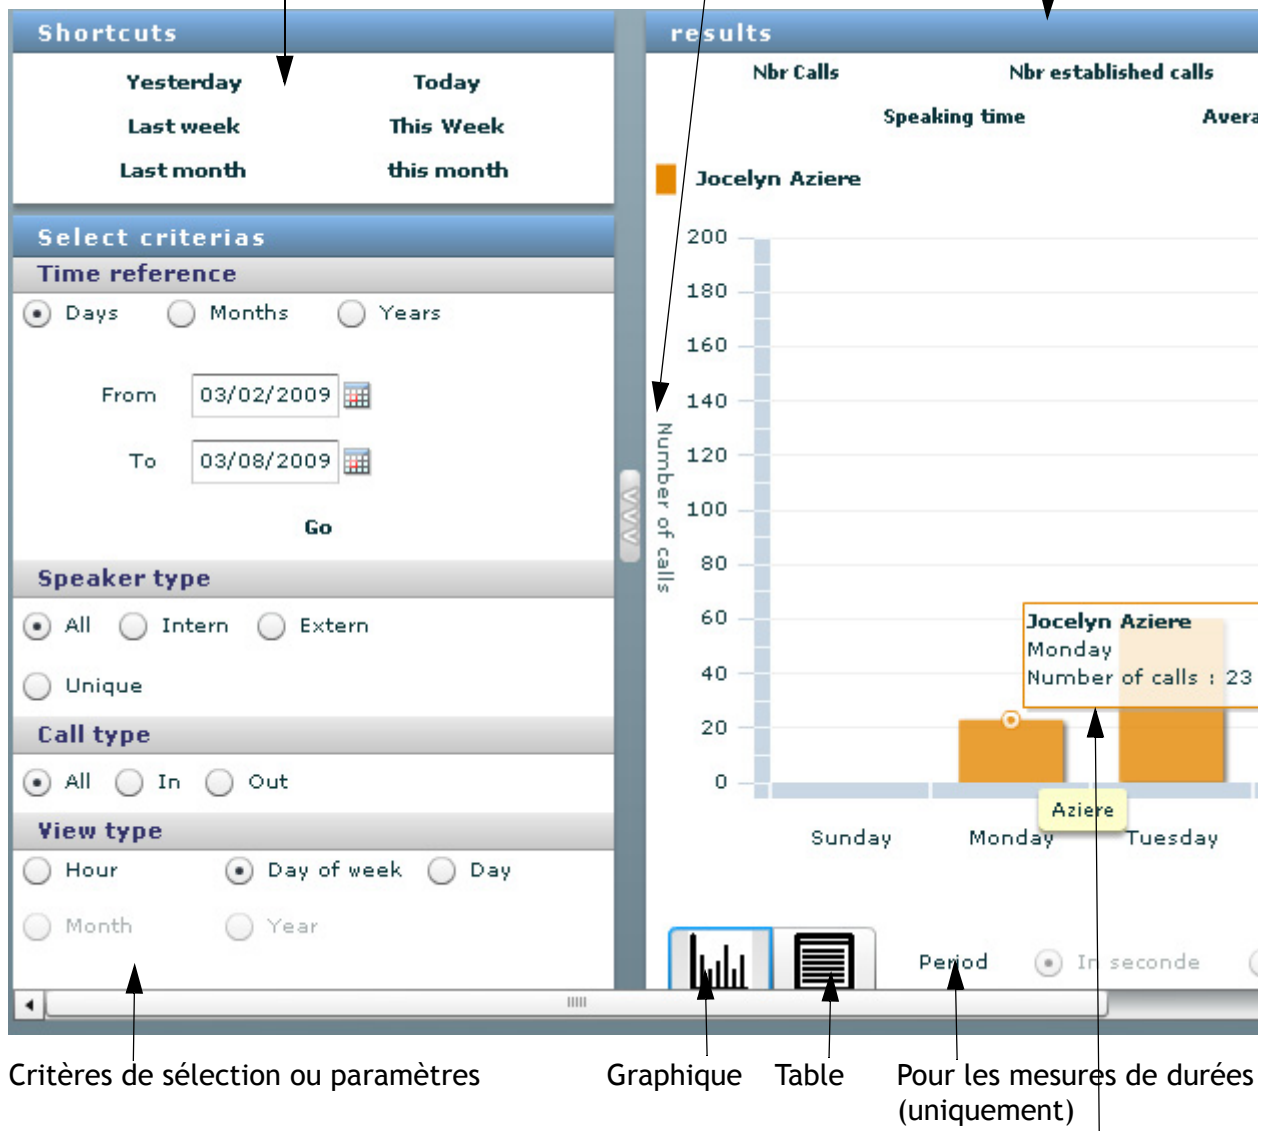 Shortcuts
Yesterday Today
Last week This Week
Last month this month
Select criterias
Time reference
Days Months Years
From 03/02/2009
To 03/08/2009
Go
Speaker type
All Intern Extern
Unique
Call type
All In Out
View type
Hour Day of week Day
Month Year
results
Nbr Calls Nbr established calls
Speaking time Avera
Jocelyn Aziere
200
180
160
140
120
100
80
60
40
20
0
Number of calls
Jocelyn Aziere
Monday
Number of calls : 23
Aziere
Sunday Monday Tuesday
Period In seconde
Critères de sélection ou paramètres
Graphique Table Pour les mesures de durées
(uniquement)